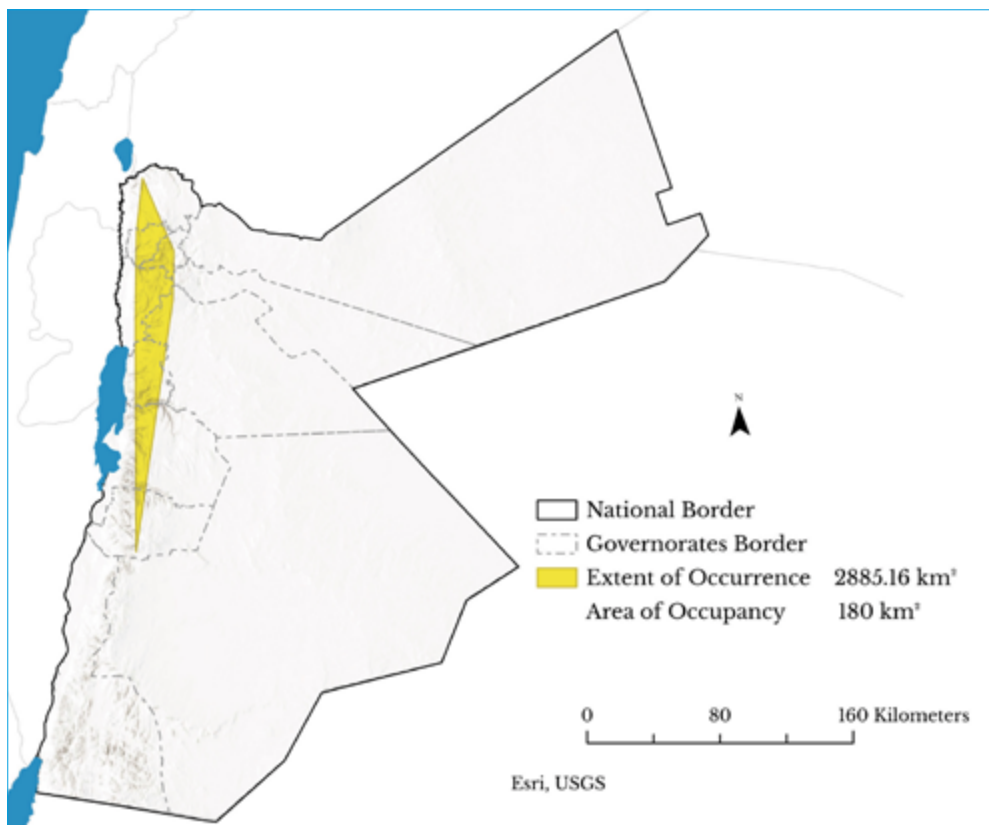 N
National Border
Governorates Border
Extent of Occurrence 2885.16 km²
Area of Occupancy 180 km²
0 80 160 Kilometers
Esri, USGS